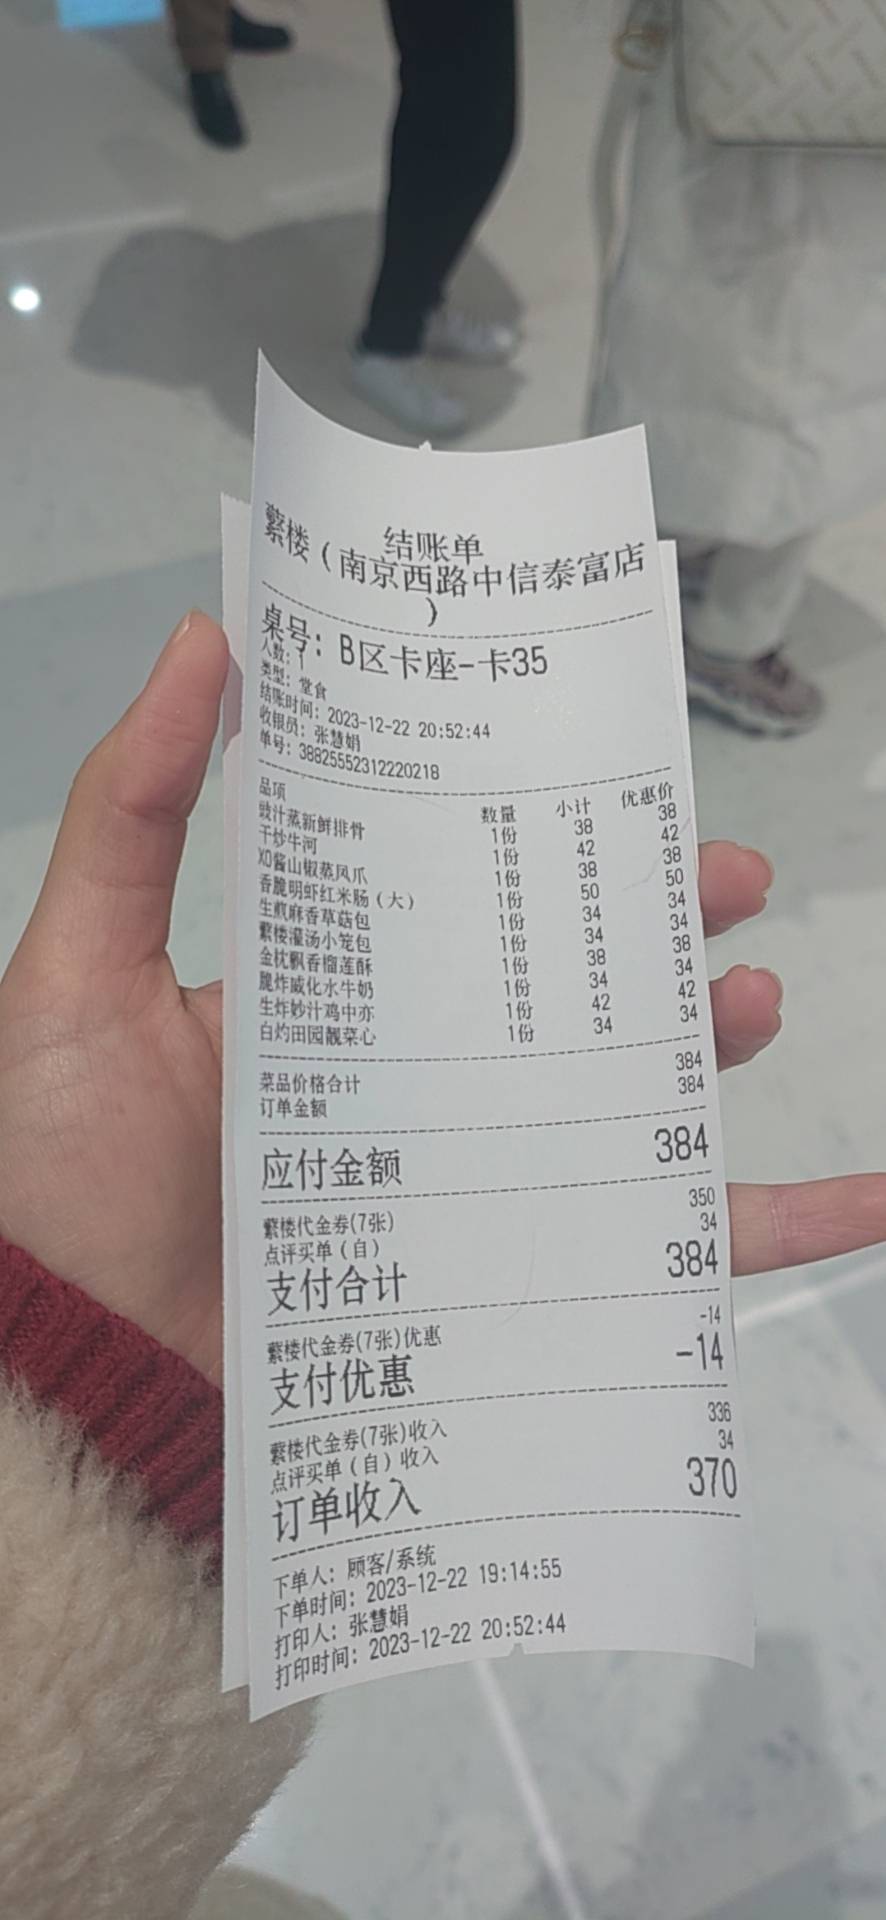 结账单
紫楼（南京西路中信泰富店
）
桌号: B区卡座-卡35
人数: 1
类型: 堂食
结账时间: 2023-12-22 20:52:44
收银员: 张慧娟
单号: 38825552312220218
品项 数量 小计 优惠价
豉汁蒸新鲜排骨 1份 38 38
干炒牛河 1份 42 42
XO酱山椒蒸凤爪 1份 38 38
香脆明虾红米肠（大） 1份 50 50
生煎麻香草菇包 1份 34 34
紫楼灌汤小笼包 1份 34 34
金枕飘香榴莲酥 1份 38 38
脆炸威化水牛奶 1份 34 34
生炸妙汁鸡中亦 1份 42 42
白灼田园靓菜心 1份 34 34
菜品价格合计 384
订单金额 384
应付金额 384
紫楼代金券(7张) 350
点评买单（自） 34
支付合计 384
紫楼代金券(7张)优惠 -14
支付优惠 -14
紫楼代金券(7张)收入 336
点评买单（自）收入 34
订单收入 370
下单人: 顾客/系统
下单时间: 2023-12-22 19:14:55
打印人: 张慧娟
打印时间: 2023-12-22 20:52:44